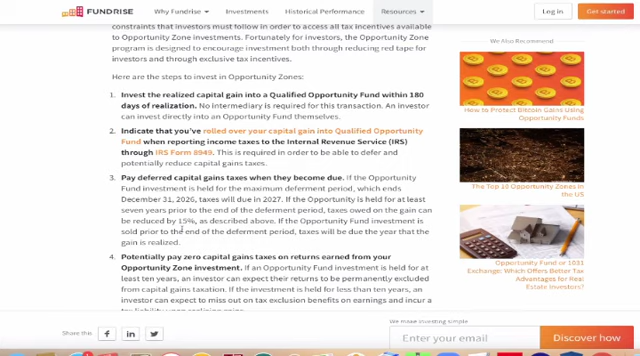 FUNDRISE
Why Fundrise
Investments
Historical Performance
Resources
Log in
Get started
constraints that investors must follow in order to access all tax incentives available
to Opportunity Zone investments. Fortunately for investors, the Opportunity Zone
program is designed to encourage investment both through reducing red tape for
investors and through exclusive tax incentives.
Here are the steps to invest in Opportunity Zones:
1. Invest the realized capital gain into a Qualified Opportunity Fund within 180
days of realization. No intermediary is required for this transaction. An investor
can invest directly into an Opportunity Fund themselves.
2. Indicate that you've rolled over your capital gain into Qualified Opportunity
Fund when reporting income taxes to the Internal Revenue Service (IRS)
through IRS Form 8949. This is required in order to be able to defer and
potentially reduce capital gains taxes.
3. Pay deferred capital gains taxes when they become due. If the Opportunity
Fund investment is held for the maximum deferment period, which ends
December 31, 2026, taxes will due in 2027. If the Opportunity is held for at least
seven years prior to the end of the deferment period, taxes owed on the gain can
be reduced by 15%, as described above. If the Opportunity Fund investment is
sold prior to the end of the deferment period, taxes will be due the year that the
gain is realized.
4. Potentially pay zero capital gains taxes on returns earned from your
Opportunity Zone investment. If an Opportunity Fund investment is held for at
least ten years, an investor can expect their returns to be permanently excluded
from capital gains taxation. If the investment is held for less than ten years, an
investor can expect to miss out on tax exclusion benefits on earnings and incur a
We Also Recommend
How to Protect Bitcoin Gains Using
Opportunity Funds
The Top 10 Opportunity Zones in
the US
Opportunity Fund or 1031
Exchange: Which Offers Better Tax
Advantages for Real
Estate Investors?
Share this
We make investing simple
Enter your email
Discover how